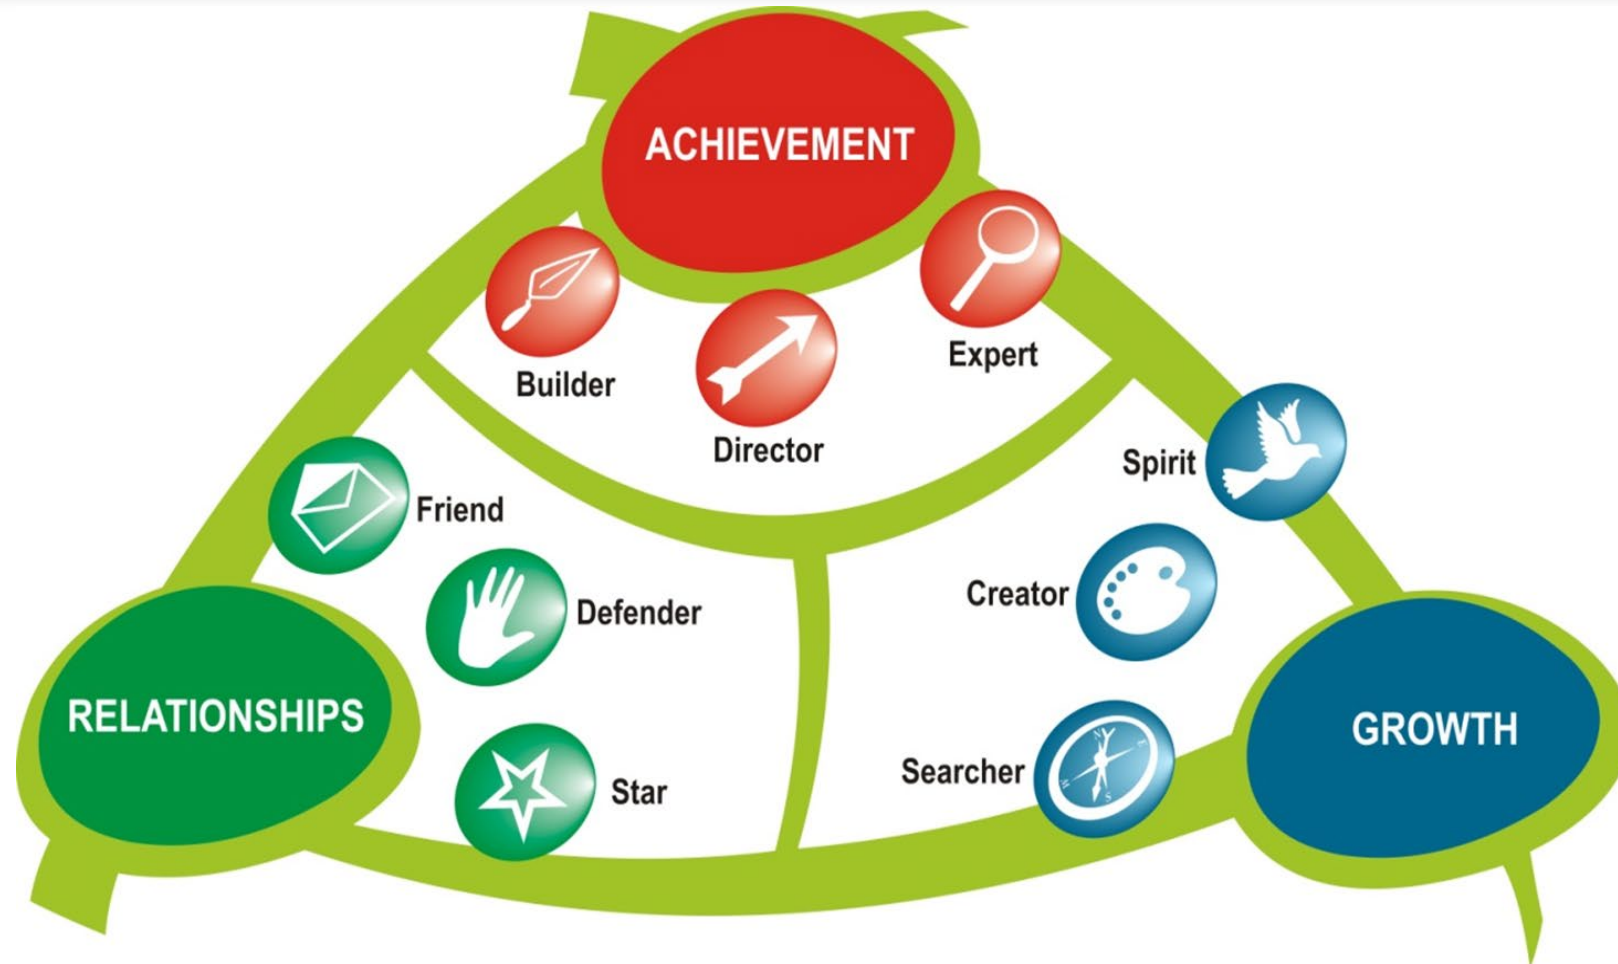 ACHIEVEMENT
Expert
Builder
Director
Spirit
Friend
Creator
Defender
RELATIONSHIPS
GROWTH
Searcher
Star
N
E
S
W